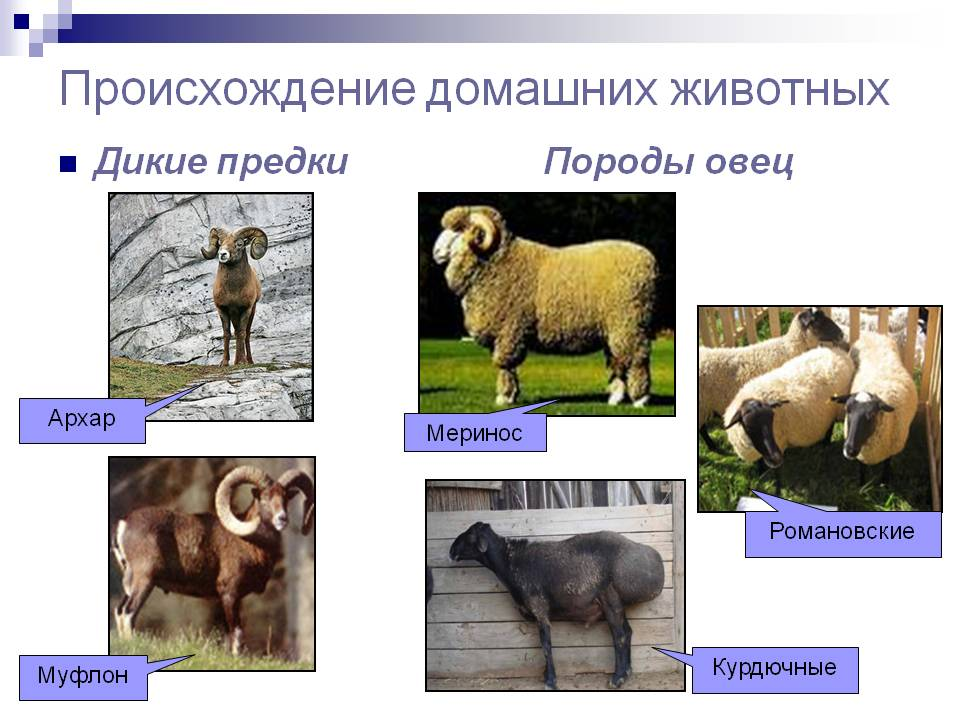 Происхождение домашних животных
Дикие предки Породы овец
Архар
Меринос
Романовские
Муфлон
Курдючные